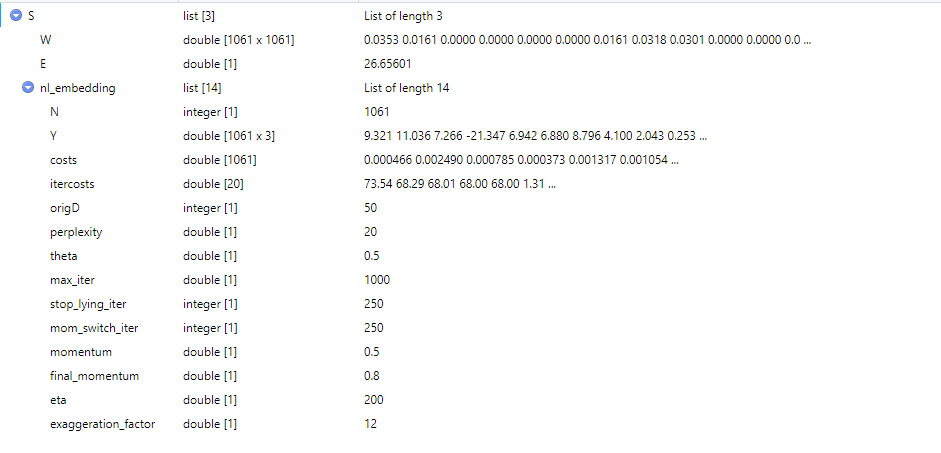 S list [3] List of length 3
W double [1061 x 1061] 0.0353 0.0161 0.0000 0.0000 0.0000 0.0000 0.0161 0.0318 0.0301 0.0000 0.0000 0.0 ...
E double [1] 26.65601
nl_embedding list [14] List of length 14
N integer [1] 1061
Y double [1061 x 3] 9.321 11.036 7.266 -21.347 6.942 6.880 8.796 4.100 2.043 0.253 ...
costs double [1061] 0.000466 0.002490 0.000785 0.000373 0.001317 0.001054 ...
itercosts double [20] 73.54 68.29 68.01 68.00 68.00 1.31 ...
origD integer [1] 50
perplexity double [1] 20
theta double [1] 0.5
max_iter double [1] 1000
stop_lying_iter integer [1] 250
mom_switch_iter integer [1] 250
momentum double [1] 0.5
final_momentum double [1] 0.8
eta double [1] 200
exaggeration_factor double [1] 12